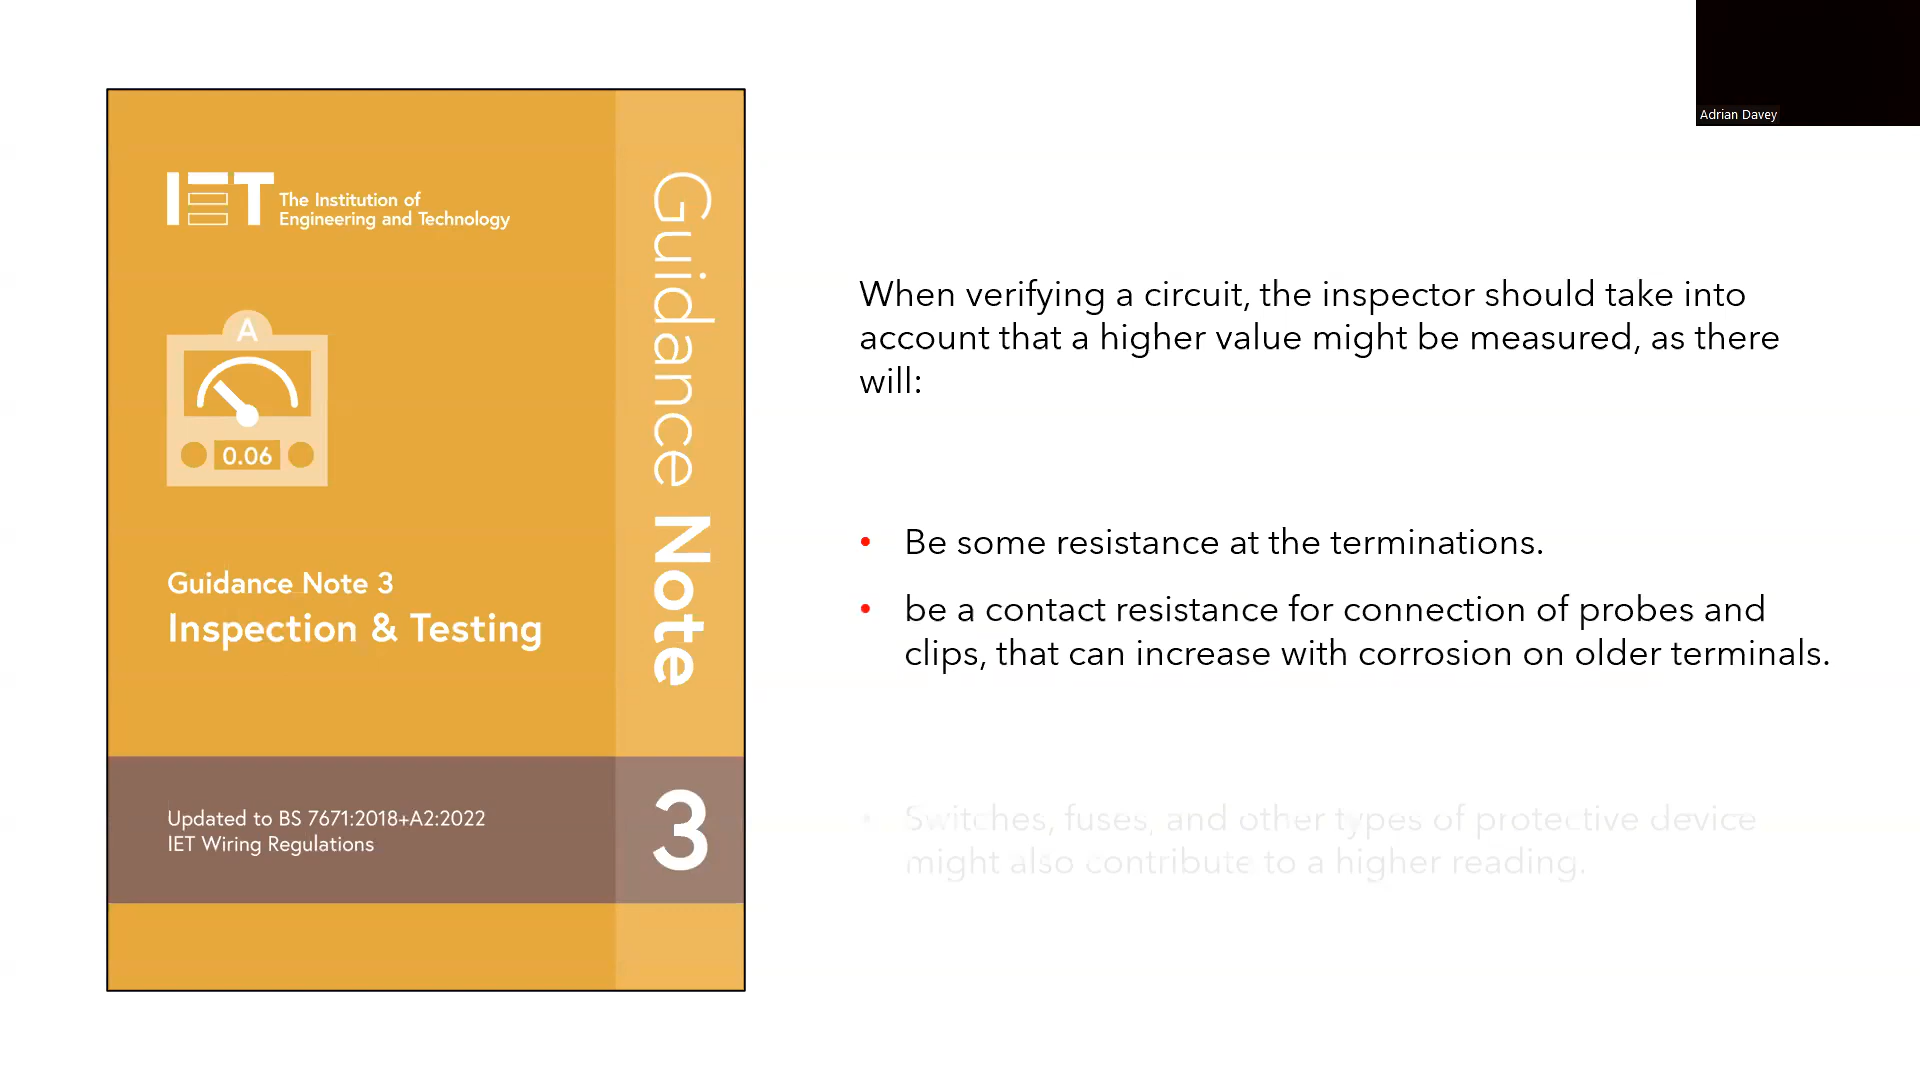 Adrian Davey
IET
The Institution of
Engineering and Technology
Guidance Note
A
0.06
Guidance Note 3
Inspection & Testing
Updated to BS 7671:2018+A2:2022
IET Wiring Regulations
3
When verifying a circuit, the inspector should take into
account that a higher value might be measured, as there
will:
• Be some resistance at the terminations.
• be a contact resistance for connection of probes and
clips, that can increase with corrosion on older terminals.
• Switches, fuses, and other types of protective device
might also contribute to a higher reading.